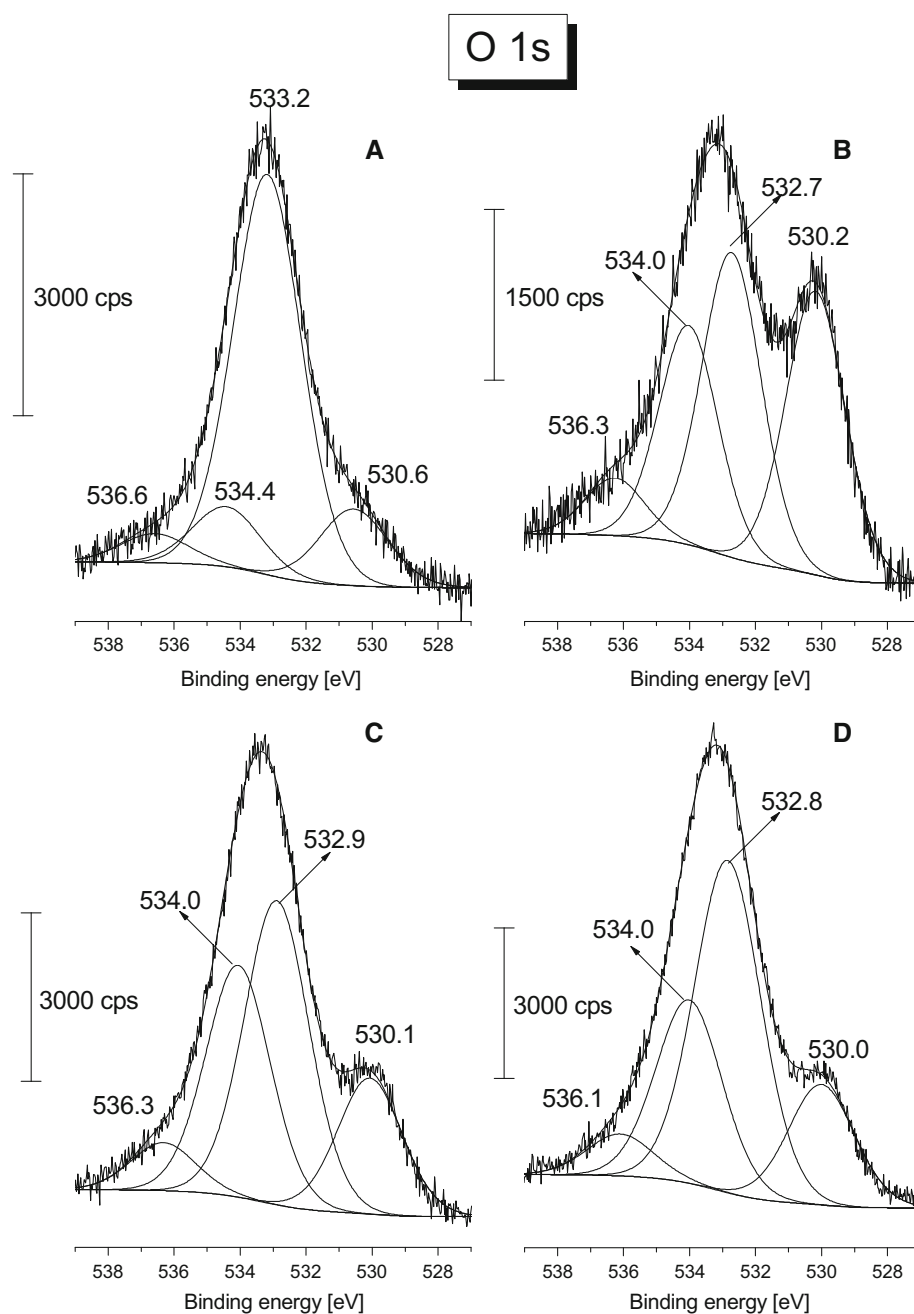 O 1s
533.2
A
3000 cps
536.6
534.4
530.6
538 536 534 532 530 528
Binding energy [eV]
B
532.7
534.0
530.2
1500 cps
536.3
538 536 534 532 530 528
Binding energy [eV]
C
532.9
534.0
3000 cps
530.1
536.3
538 536 534 532 530 528
Binding energy [eV]
D
532.8
534.0
3000 cps
530.0
536.1
538 536 534 532 530 528
Binding energy [eV]